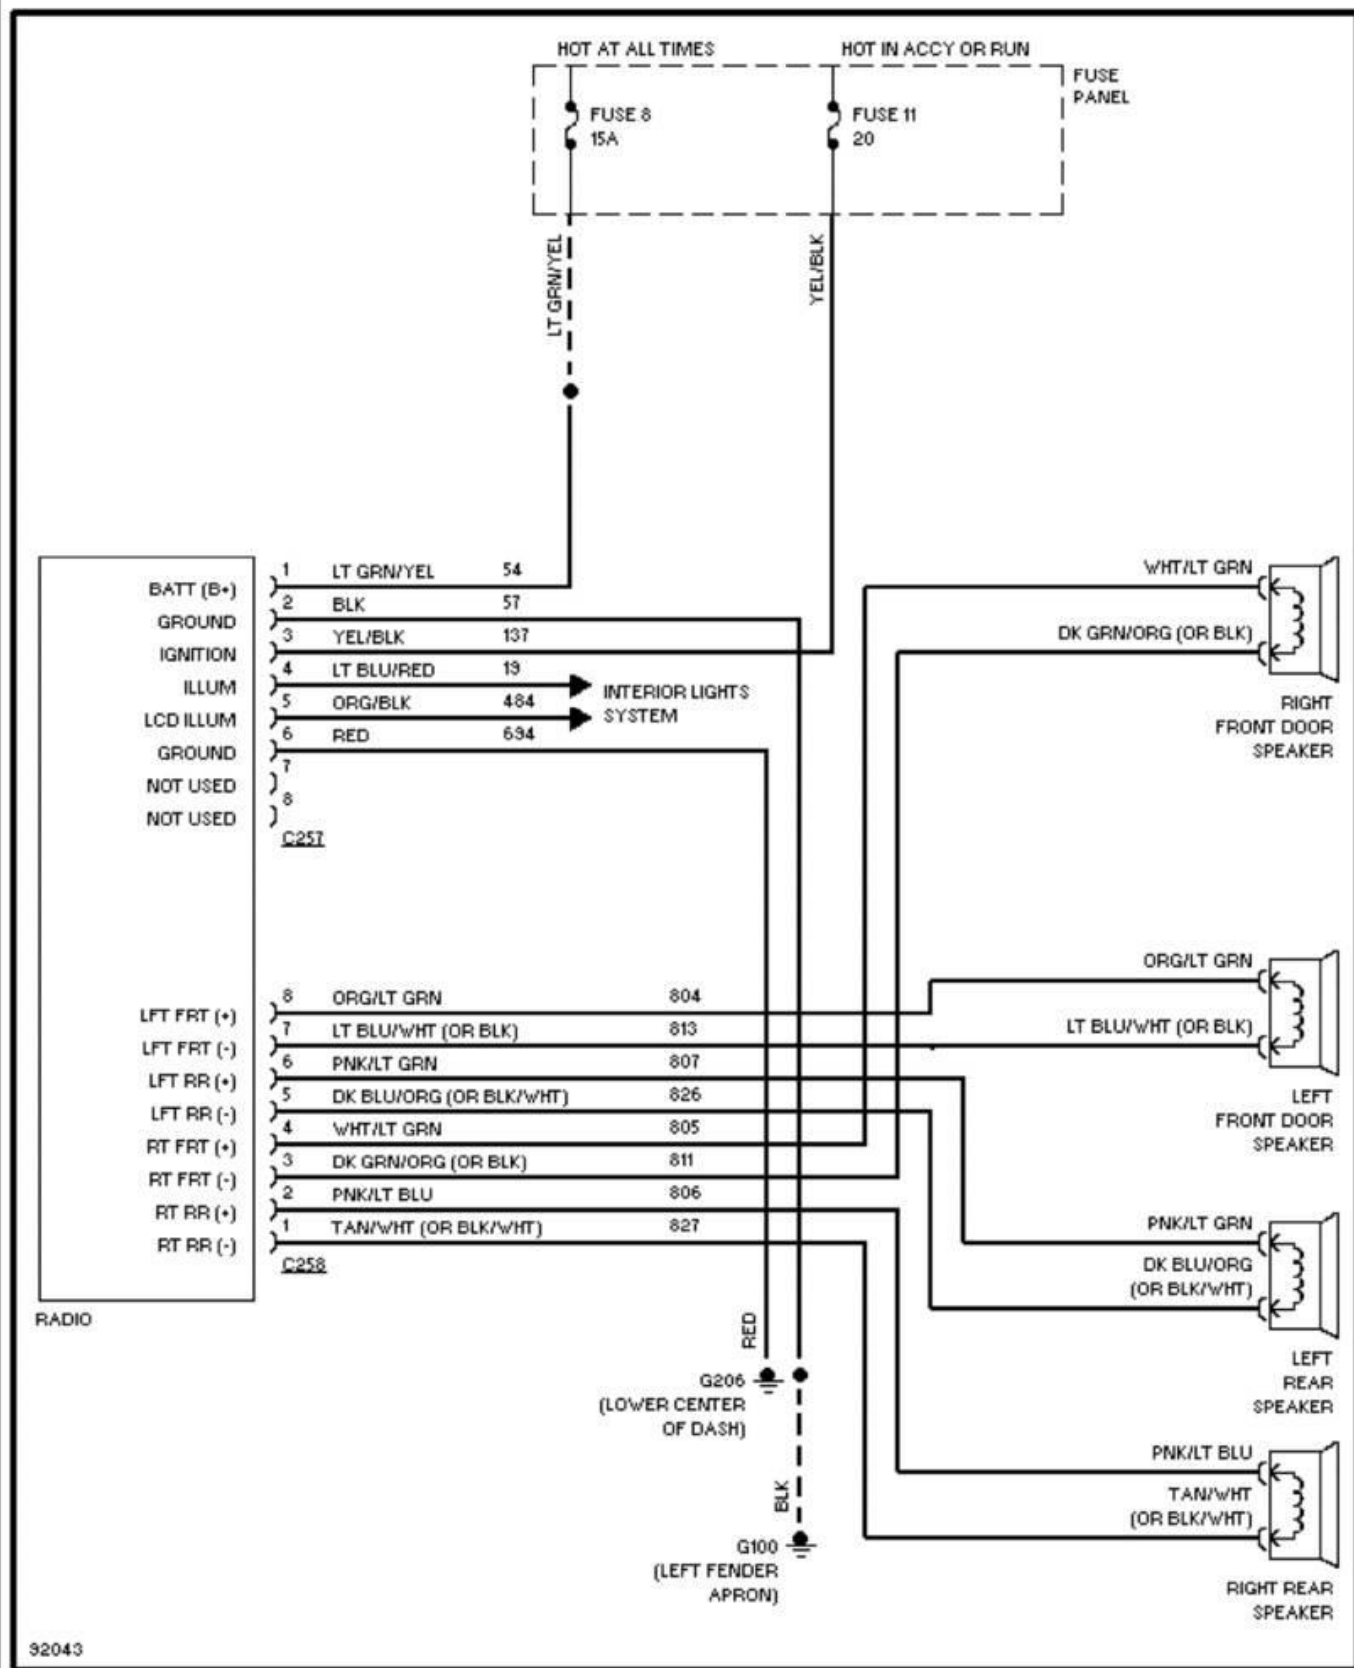 HOT AT ALL TIMES
HOT IN ACCY OR RUN
FUSE
PANEL
FUSE 8
15A
FUSE 11
20
LT GRN/YEL
YEL/BLK
BATT (B+)
1
LT GRN/YEL
54
GROUND
2
BLK
57
IGNITION
3
YEL/BLK
137
ILLUM
4
LT BLU/RED
19
LCD ILLUM
5
ORG/BLK
484
GROUND
6
RED
694
NOT USED
7
NOT USED
8
C257
INTERIOR LIGHTS
SYSTEM
WHT/LT GRN
DK GRN/ORG (OR BLK)
RIGHT
FRONT DOOR
SPEAKER
LFT FRT (+)
8
ORG/LT GRN
804
LFT FRT (-)
7
LT BLU/WHT (OR BLK)
813
LFT RR (+)
6
PNK/LT GRN
807
LFT RR (-)
5
DK BLU/ORG (OR BLK/WHT)
826
RT FRT (+)
4
WHT/LT GRN
805
RT FRT (-)
3
DK GRN/ORG (OR BLK)
811
RT RR (+)
2
PNK/LT BLU
806
RT RR (-)
1
TAN/WHT (OR BLK/WHT)
827
C258
RADIO
ORG/LT GRN
LT BLU/WHT (OR BLK)
LEFT
FRONT DOOR
SPEAKER
PNK/LT GRN
DK BLU/ORG
(OR BLK/WHT)
LEFT
REAR
SPEAKER
RED
G206
(LOWER CENTER
OF DASH)
BLK
G100
(LEFT FENDER
APRON)
PNK/LT BLU
TAN/WHT
(OR BLK/WHT)
RIGHT REAR
SPEAKER
92043